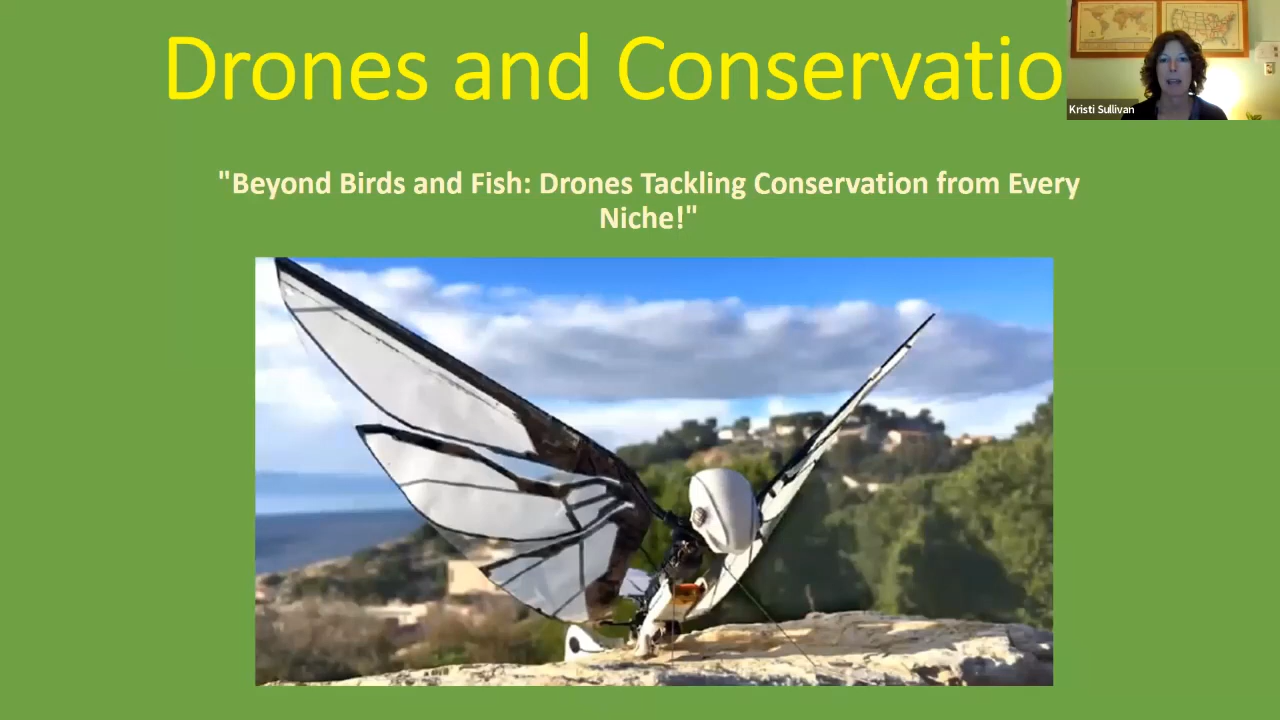 Drones and Conservatio
Kristi Sullivan
"Beyond Birds and Fish: Drones Tackling Conservation from Every
Niche!"